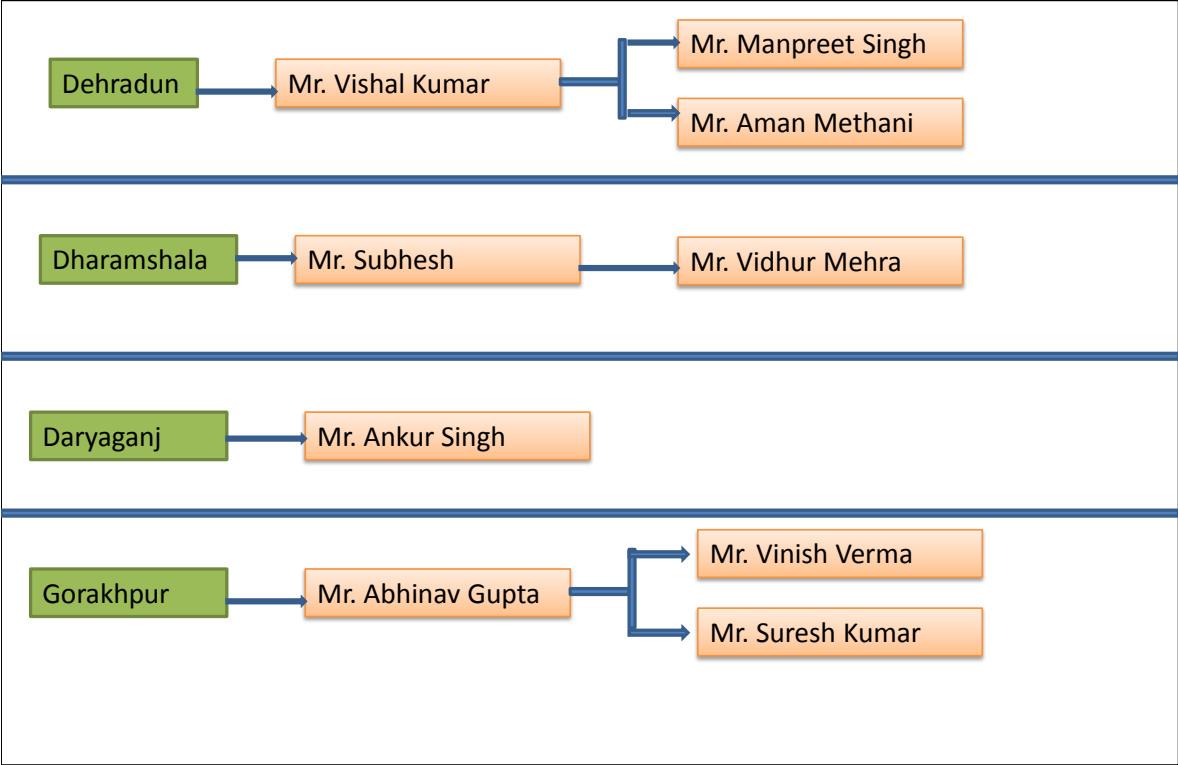 Dehradun
Mr. Vishal Kumar
Mr. Manpreet Singh
Mr. Aman Methani
Dharamshala
Mr. Subhesh
Mr. Vidhur Mehra
Daryaganj
Mr. Ankur Singh
Gorakhpur
Mr. Abhinav Gupta
Mr. Vinish Verma
Mr. Suresh Kumar